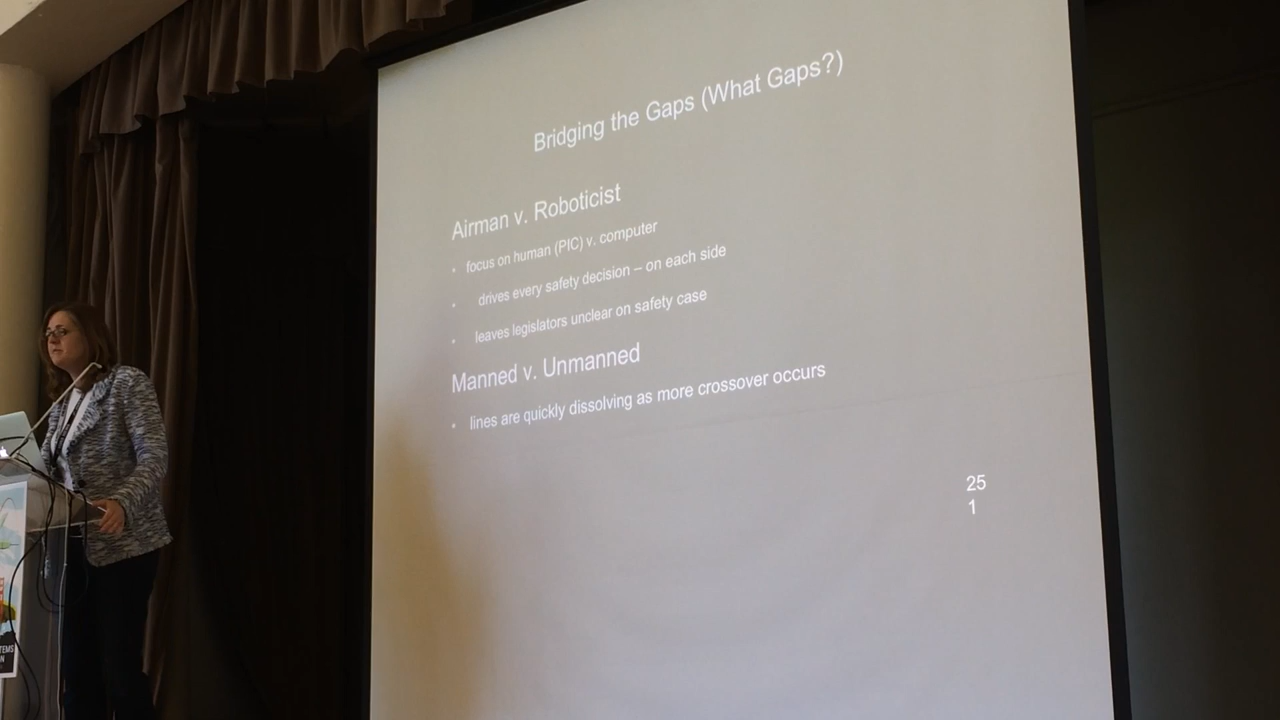 Bridging the Gaps (What Gaps?)
Airman v. Roboticist
• focus on human (PIC) v. computer
• drives every safety decision – on each side
• leaves legislators unclear on safety case
Manned v. Unmanned
• lines are quickly dissolving as more crossover occurs
25
1